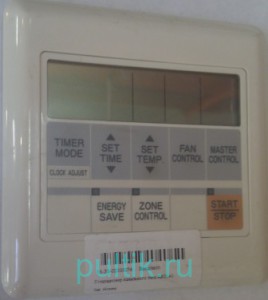 TIMER MODE
SET TIME
SET TEMP.
FAN CONTROL
MASTER CONTROL
CLOCK ADJUST
ENERGY SAVE
ZONE CONTROL
START STOP
pultik.ru